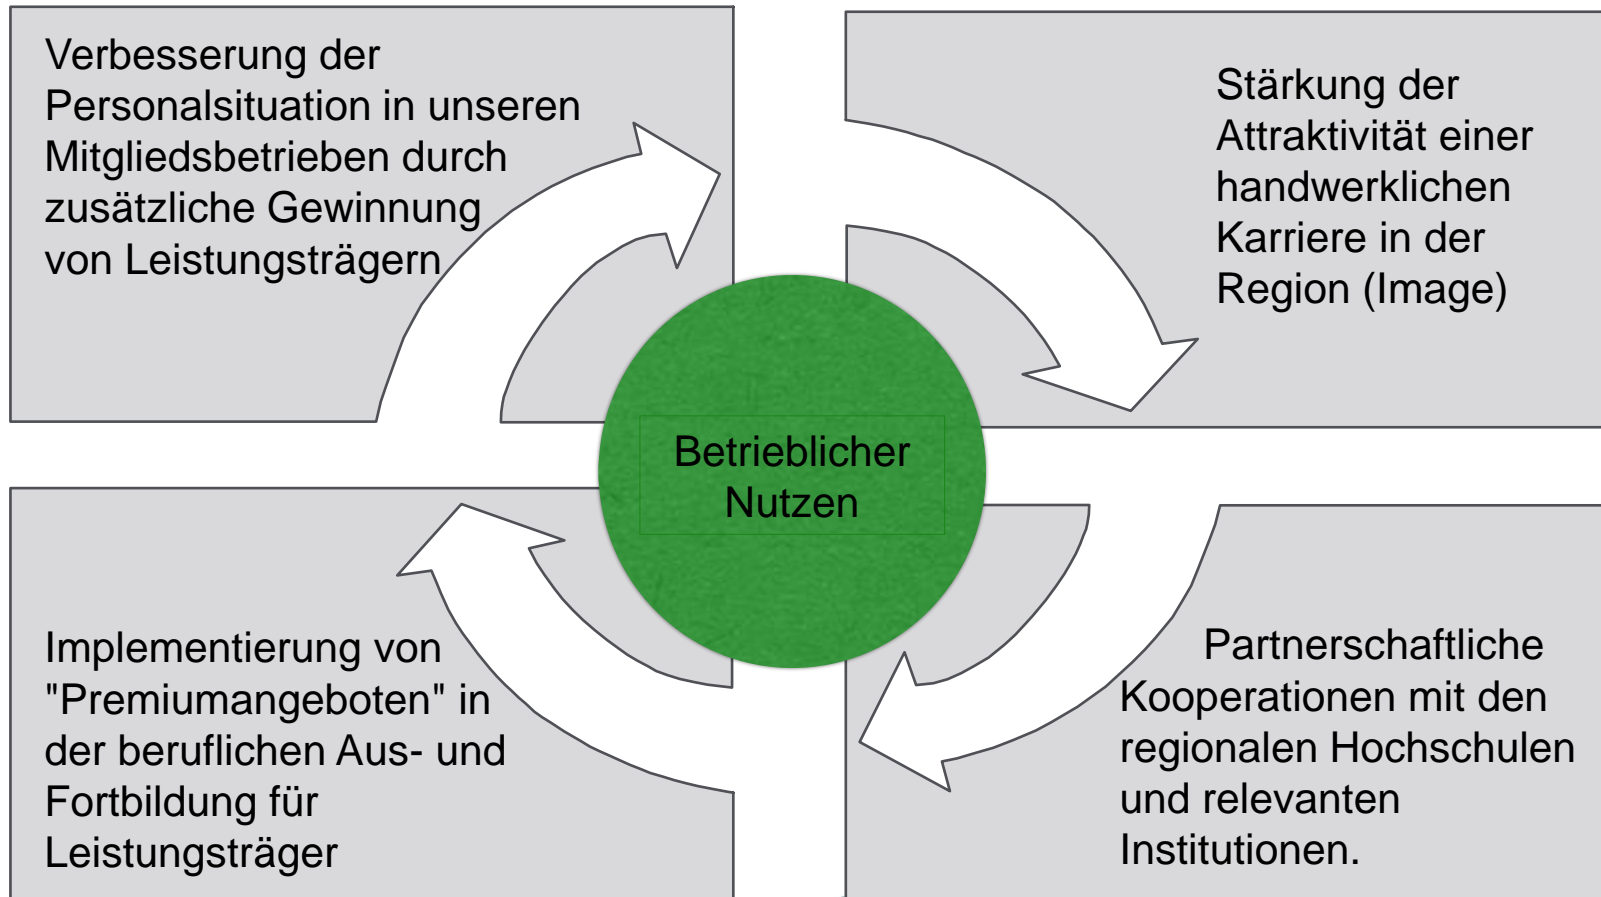 Verbesserung der
Personalsituation in unseren
Mitgliedsbetrieben durch
zusätzliche Gewinnung
von Leistungsträgern
Stärkung der
Attraktivität einer
handwerklichen
Karriere in der
Region (Image)
Betrieblicher
Nutzen
Implementierung von
"Premiumangeboten" in
der beruflichen Aus- und
Fortbildung für
Leistungsträger
Partnerschaftliche
Kooperationen mit den
regionalen Hochschulen
und relevanten
Institutionen.